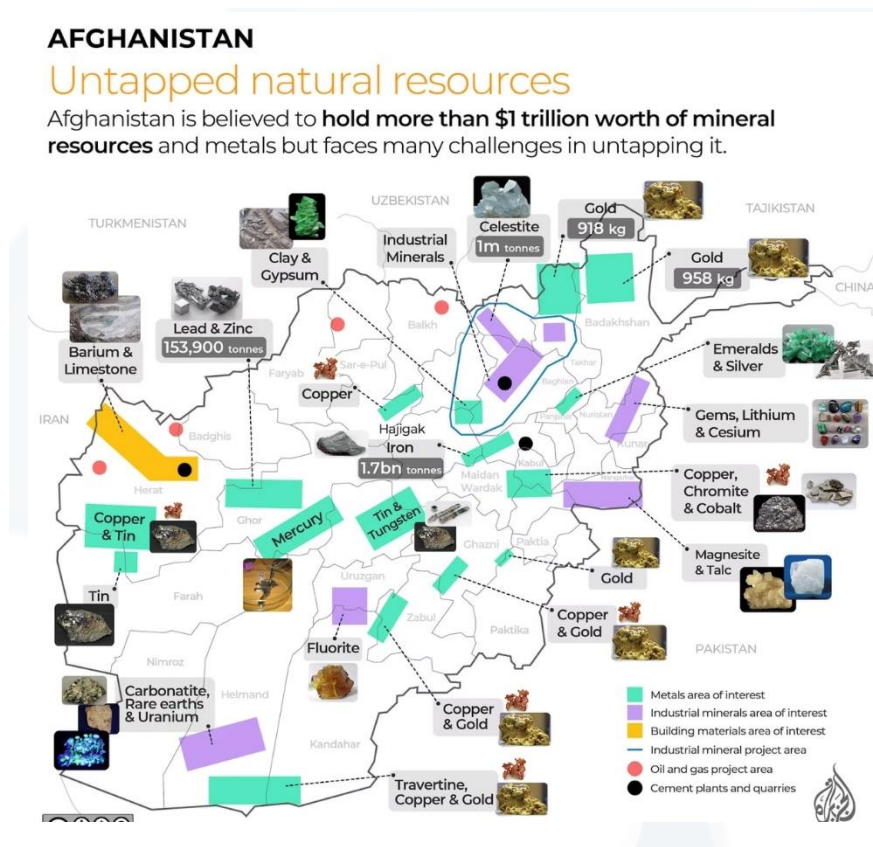 AFGHANISTAN
Untapped natural resources
Afghanistan is believed to hold more than $1 trillion worth of mineral
resources and metals but faces many challenges in untapping it.
UZBEKISTAN
TURKMENISTAN
TAJIKISTAN
CHINA
IRAN
PAKISTAN
Clay &
Gypsum
Industrial
Minerals
Celestite
1m tonnes
Gold
918 kg
Gold
958 kg
Lead & Zinc
153,900 tonnes
Barium &
Limestone
Copper
Hajigak
Iron
1.7bn tonnes
Emeralds
& Silver
Gems, Lithium
& Cesium
Copper,
Chromite
& Cobalt
Magnesite
& Talc
Copper
& Tin
Tin
Mercury
Tin &
Tungsten
Gold
Copper
& Gold
Fluorite
Copper
& Gold
Carbonatite,
Rare earths
& Uranium
Travertine,
Copper & Gold
Balkh
Faryab
Sar-e-Pul
Badghis
Herat
Ghor
Farah
Nimroz
Helmand
Kandahar
Uruzgan
Zabul
Ghazni
Paktia
Paktika
Maidan
Wardak
Kabul
Baghlan
Takhar
Badakhshan
Nuristan
Kunar
Metals area of interest
Industrial minerals area of interest
Building materials area of interest
Industrial mineral project area
Oil and gas project area
Cement plants and quarries